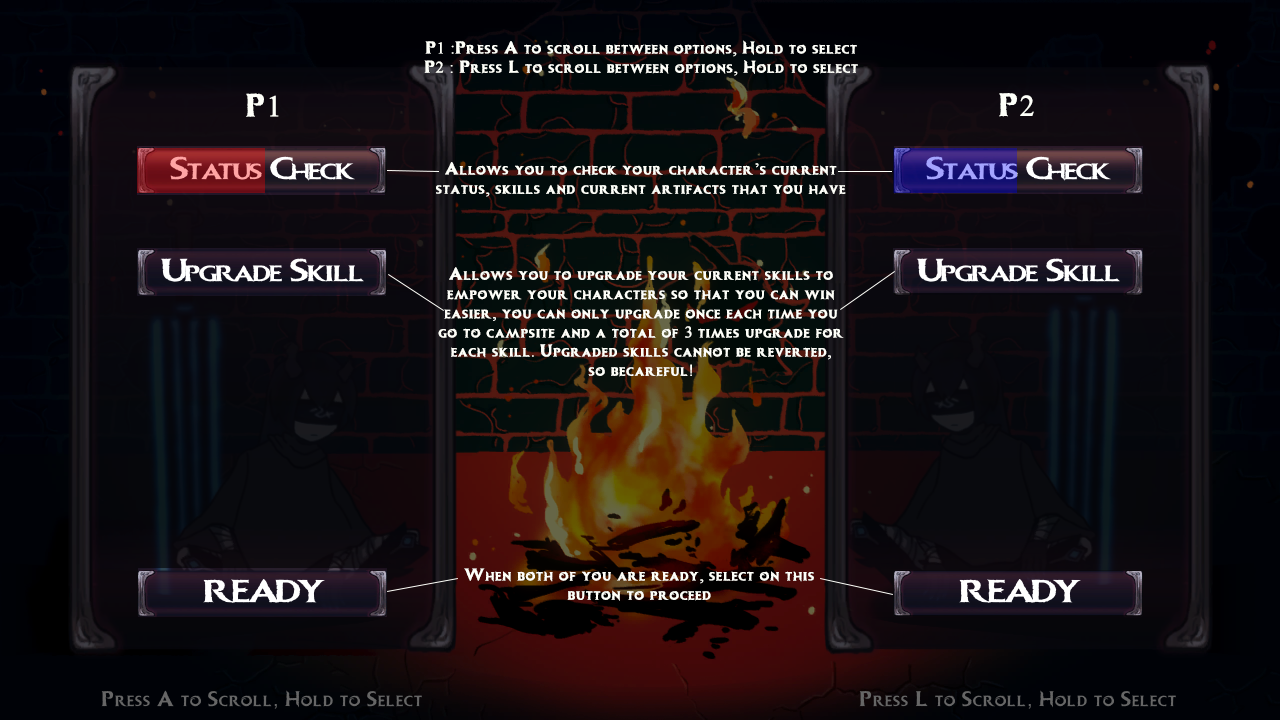 P1 :Press A to scroll between options, Hold to select
P2 : Press L to scroll between options, Hold to select
P1
P2
Status Check
Allows you to check your character's current
status, skills and current artifacts that you have
Status Check
Upgrade Skill
Allows you to upgrade your current skills to
empower your characters so that you can win
easier, you can only upgrade once each time you
go to campsite and a total of 3 times upgrade for
each skill. Upgraded skills cannot be reverted,
so becareful!
Upgrade Skill
READY
When both of you are ready, select on this
button to proceed
READY
Press A to Scroll, Hold to Select
Press L to Scroll, Hold to Select